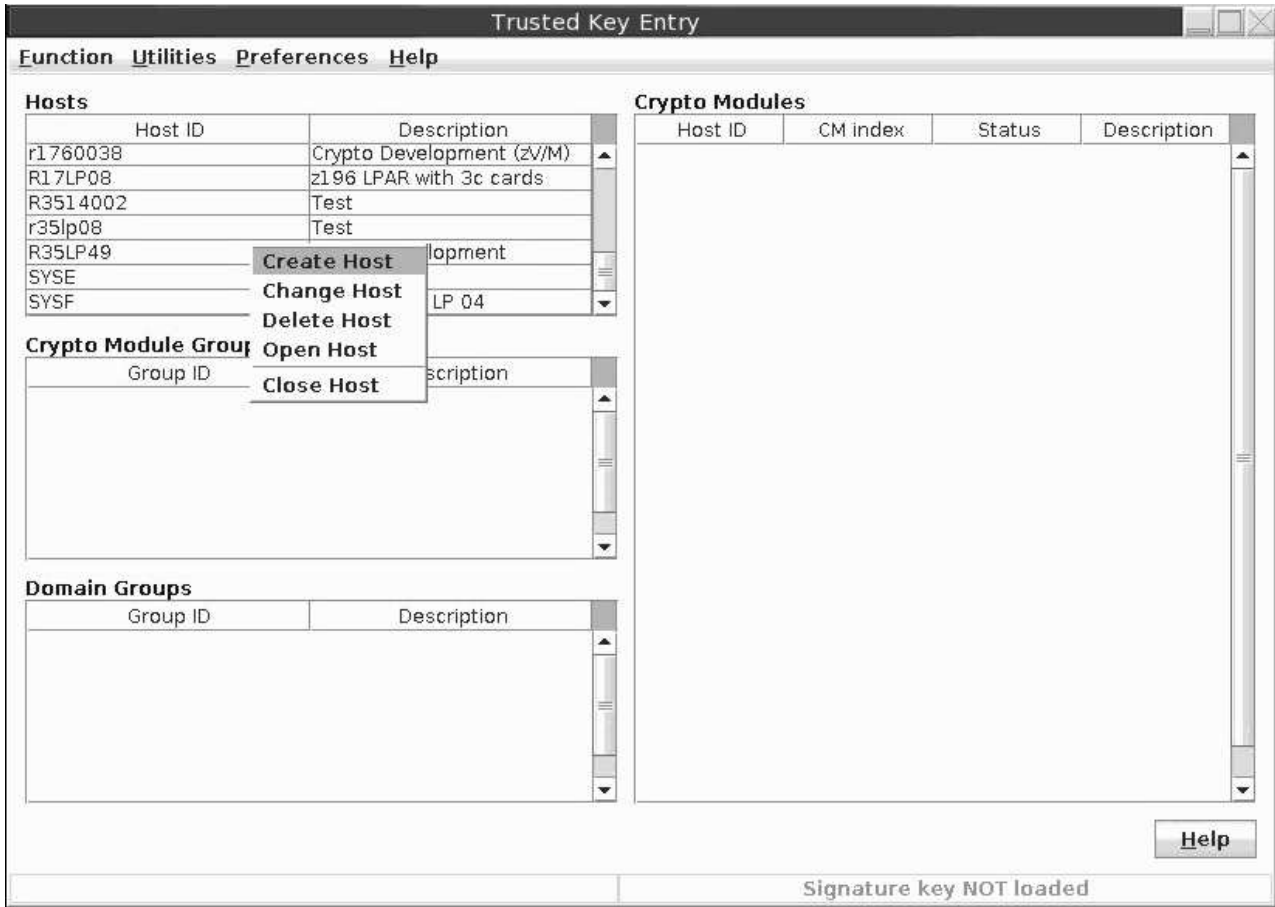 Trusted Key Entry
Function Utilities Preferences Help
Hosts
Host ID Description
r1760038 Crypto Development (zV/M)
R17LP08 z196 LPAR with 3c cards
R3514002 Test
r35lp08 Test
R35LP49 lopment
SYSE
SYSF LP 04
Create Host
Change Host
Delete Host
Open Host
Close Host
Crypto Module Group
Group ID scription
Domain Groups
Group ID Description
Crypto Modules
Host ID CM index Status Description
Help
Signature key NOT loaded